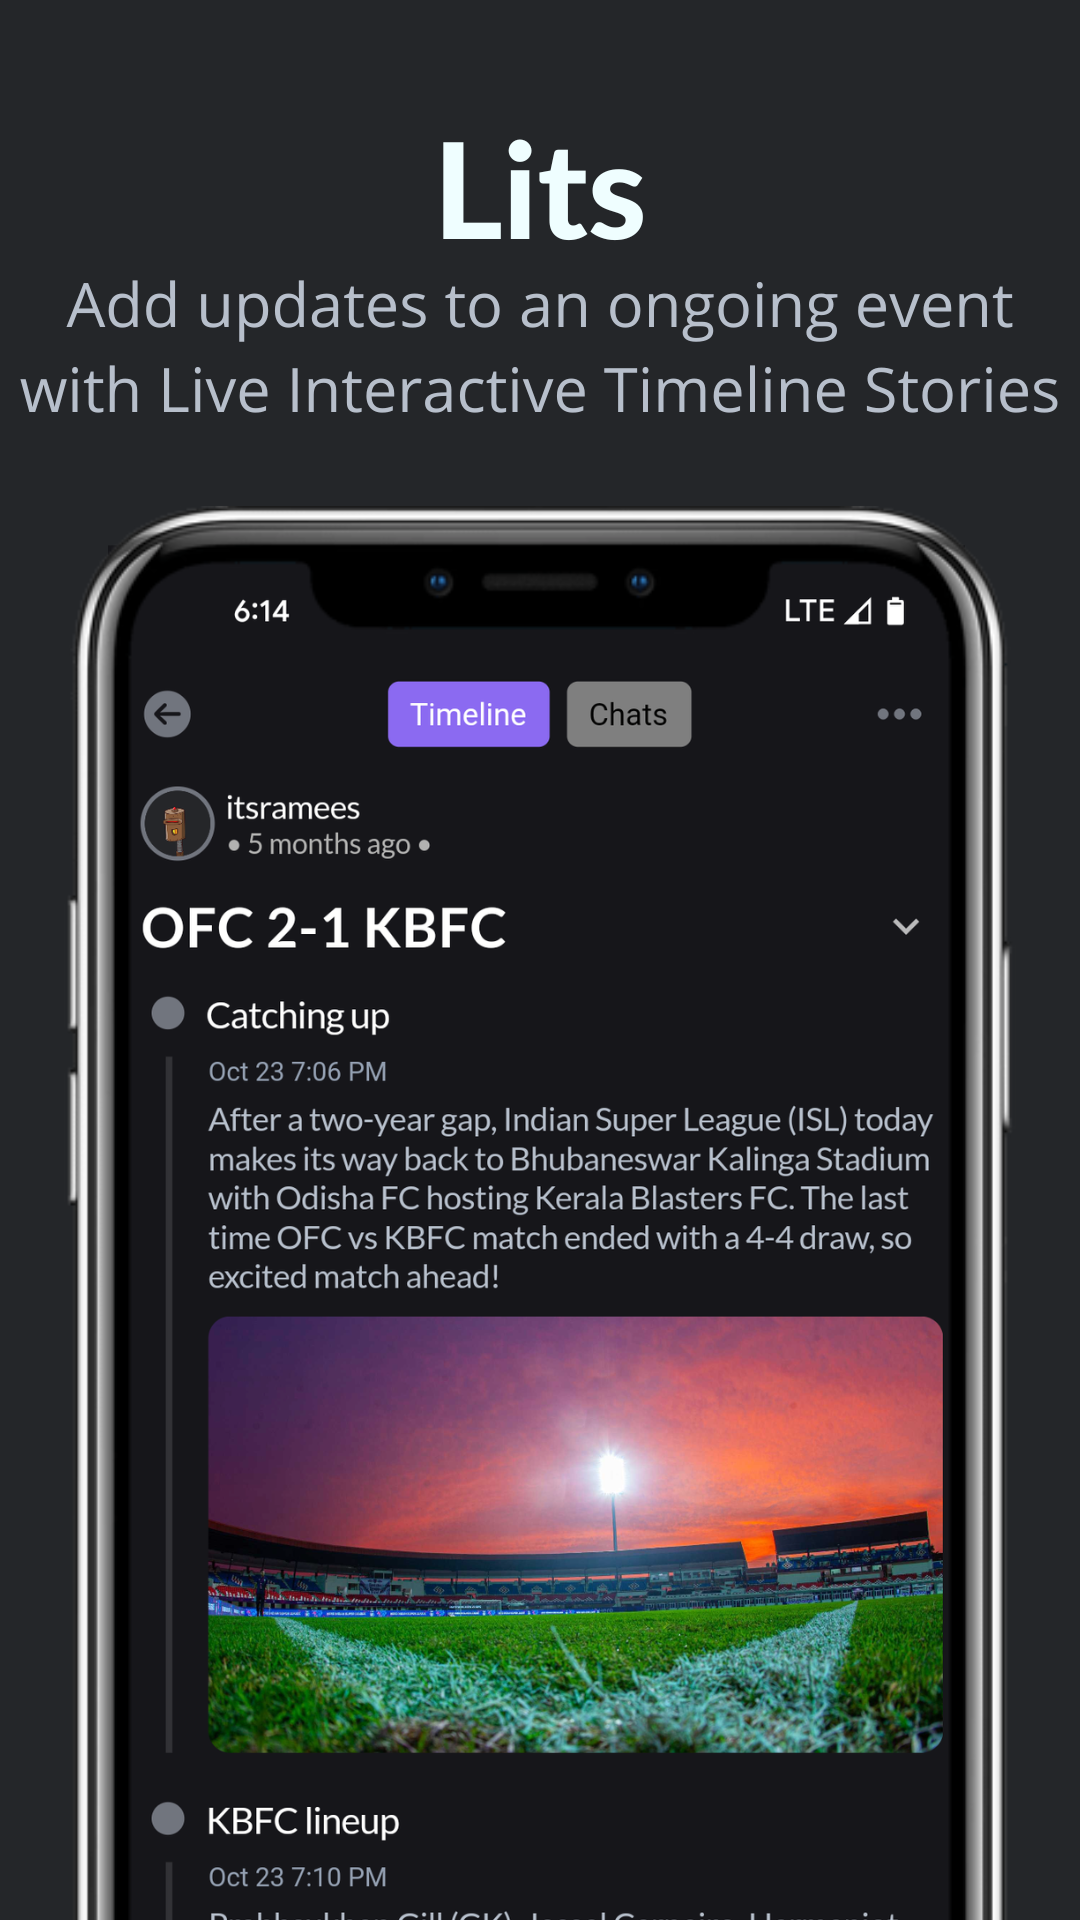 Lits
Add updates to an ongoing event
with Live Interactive Timeline Stories
6:14
LTE
Timeline
Chats
itsramees
• 5 months ago •
OFC 2-1 KBFC
Catching up
Oct 23 7:06 PM
After a two-year gap, Indian Super League (ISL) today
makes its way back to Bhubaneswar Kalinga Stadium
with Odisha FC hosting Kerala Blasters FC. The last
time OFC vs KBFC match ended with a 4-4 draw, so
excited match ahead!
KBFC lineup
Oct 23 7:10 PM